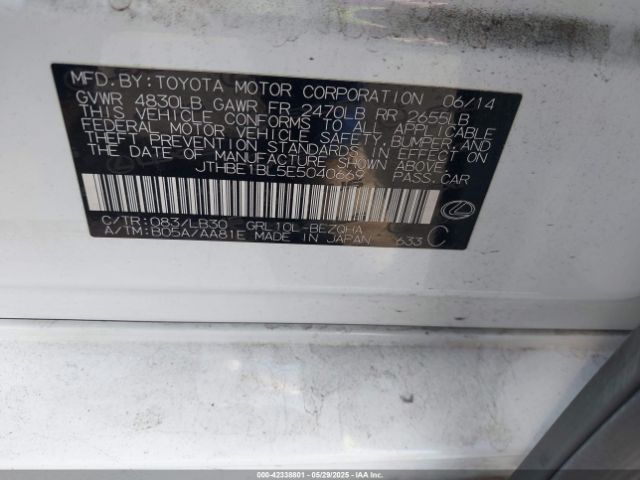 MFD. BY: TOYOTA MOTOR CORPORATION 06/14
GVWR 4830LB GAWR FR 2470LB RR 2655LB
THIS VEHICLE CONFORMS TO ALL APPLICABLE
FEDERAL MOTOR VEHICLE SAFETY, BUMPER, AND
THEFT PREVENTION STANDARDS IN EFFECT ON
THE DATE OF MANUFACTURE SHOWN ABOVE.
JTHBE1BL5E5040669 PASS. CAR
C/TR: 083/LB30 GRL10L-BEZQHA
A/TM: B05A/AA81E MADE IN JAPAN 633 C
000-42338801 - 05/29/2025 - IAAI.COM